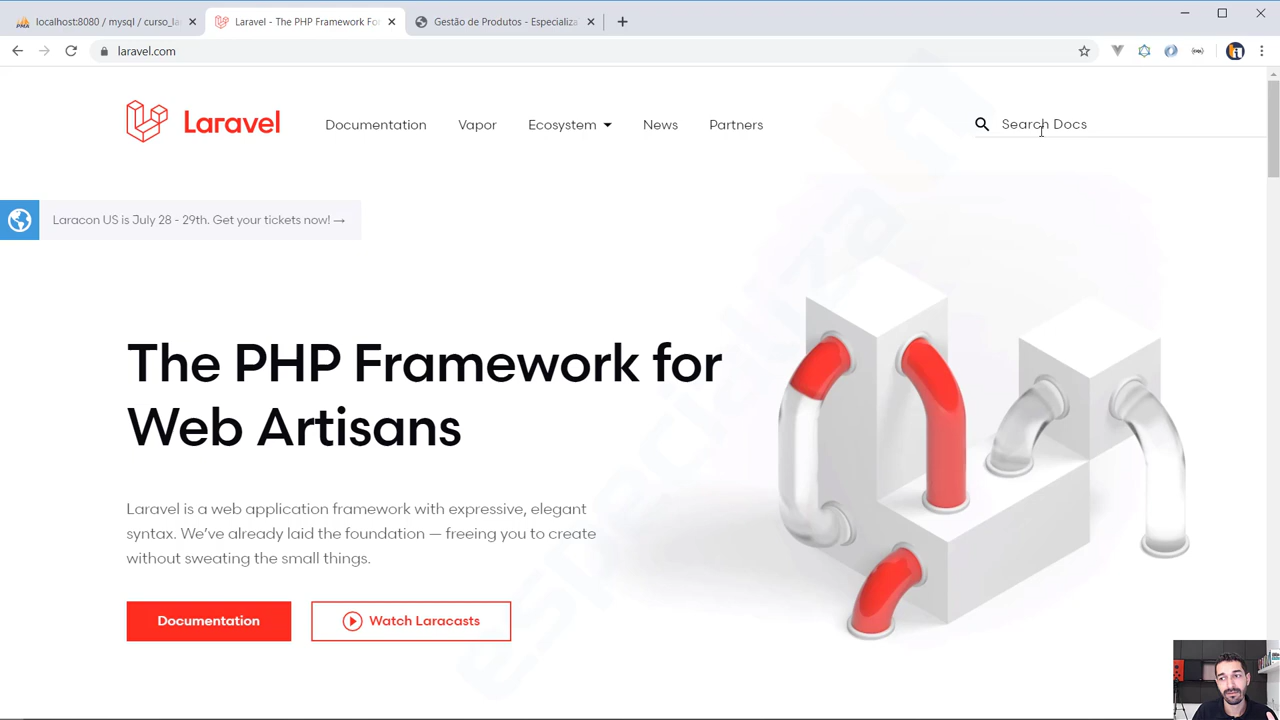 localhost:8080 / mysql / curso_la
Laravel - The PHP Framework Fo
Gestão de Produtos - Especializa
laravel.com
Laravel
Documentation
Vapor
Ecosystem
News
Partners
Search Docs
Laracon US is July 28 - 29th. Get your tickets now! →
The PHP Framework for
Web Artisans
Laravel is a web application framework with expressive, elegant
syntax. We've already laid the foundation — freeing you to create
without sweating the small things.
Documentation
Watch Laracasts